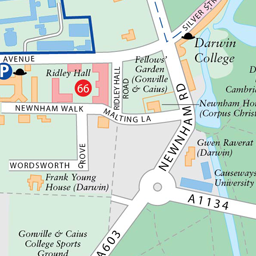 SILVER STR
AVENUE
P
Ridley Hall
66
RIDLEY HALL
ROAD
Fellows'
Garden
(Gonville
& Caius)
Darwin
College
NEWNHAM WALK
MALTING LA
NEWNHAM RD
Cambri
Newnham Ho
(Corpus Christ
Gwen Raverat
(Darwin)
WORDSWORTH
GROVE
Frank Young
House (Darwin)
Causeways
University
A1134
A603
Gonville & Caius
College Sports
Ground